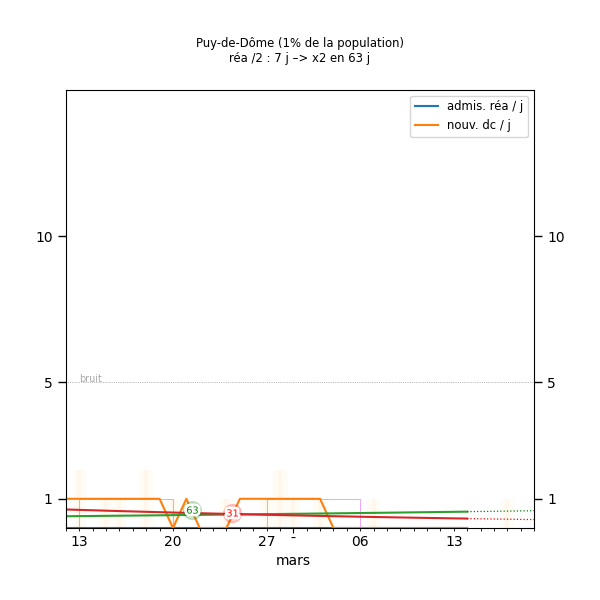 Puy-de-Dôme (1% de la population)
réa /2 : 7 j –> x2 en 63 j
admis. réa / j
nouv. dc / j
10
10
bruit
5
5
1
1
63
31
13
20
27
-
06
13
mars